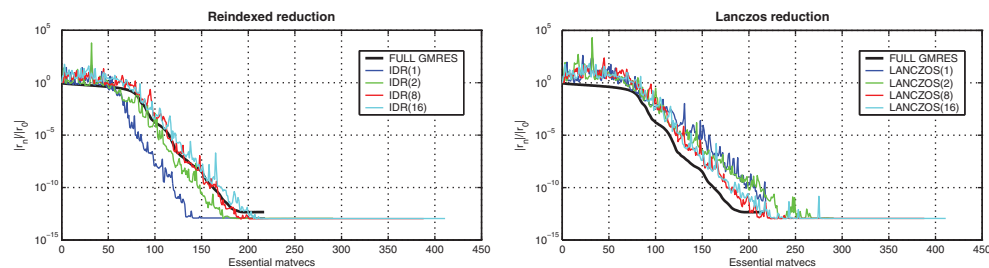 Reindexed reduction
10^5
10^0
10^-5
10^-10
10^-15
|r_n|/|r_0|
FULL GMRES
IDR(1)
IDR(2)
IDR(8)
IDR(16)
0 50 100 150 200 250 300 350 400 450
Essential matvecs
Lanczos reduction
10^5
10^0
10^-5
10^-10
10^-15
|r_n|/|r_0|
FULL GMRES
LANCZOS(1)
LANCZOS(2)
LANCZOS(8)
LANCZOS(16)
0 50 100 150 200 250 300 350 400 450
Essential matvecs